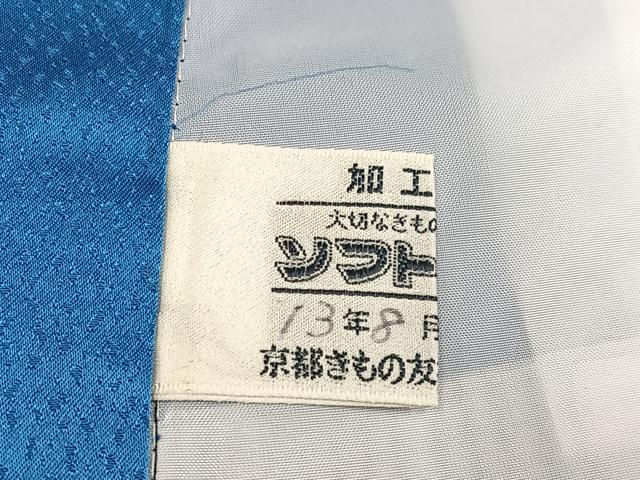 加工
大切なきもの
ソフト
13年8月
京都きもの友